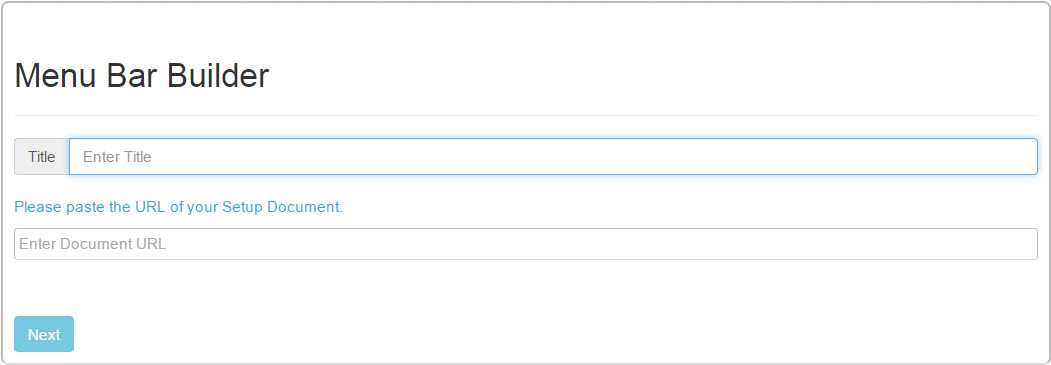 Menu Bar Builder
Title Enter Title
Please paste the URL of your Setup Document.
Enter Document URL
Next